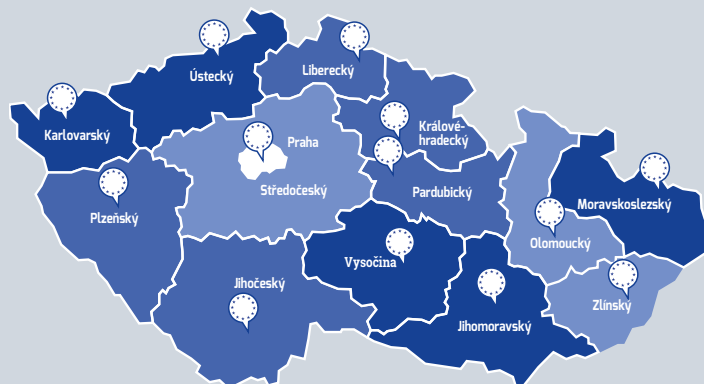 Ústecký
Liberecký
Karlovarský
Králové-
hradecký
Praha
Středočeský
Pardubický
Plzeňský
Moravskoslezský
Olomoucký
Vysočina
Jihočeský
Zlínský
Jihomoravský